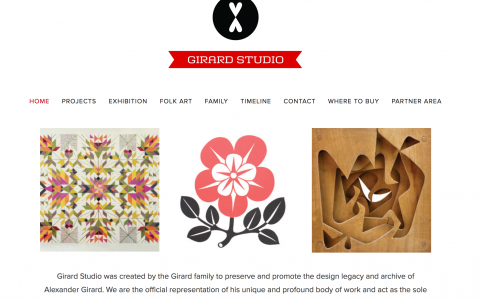 GIRARD STUDIO
HOME PROJECTS EXHIBITION FOLK ART FAMILY TIMELINE CONTACT WHERE TO BUY PARTNER AREA
Girard Studio was created by the Girard family to preserve and promote the design legacy and archive of
Alexander Girard. We are the official representation of his unique and profound body of work and act as the sole